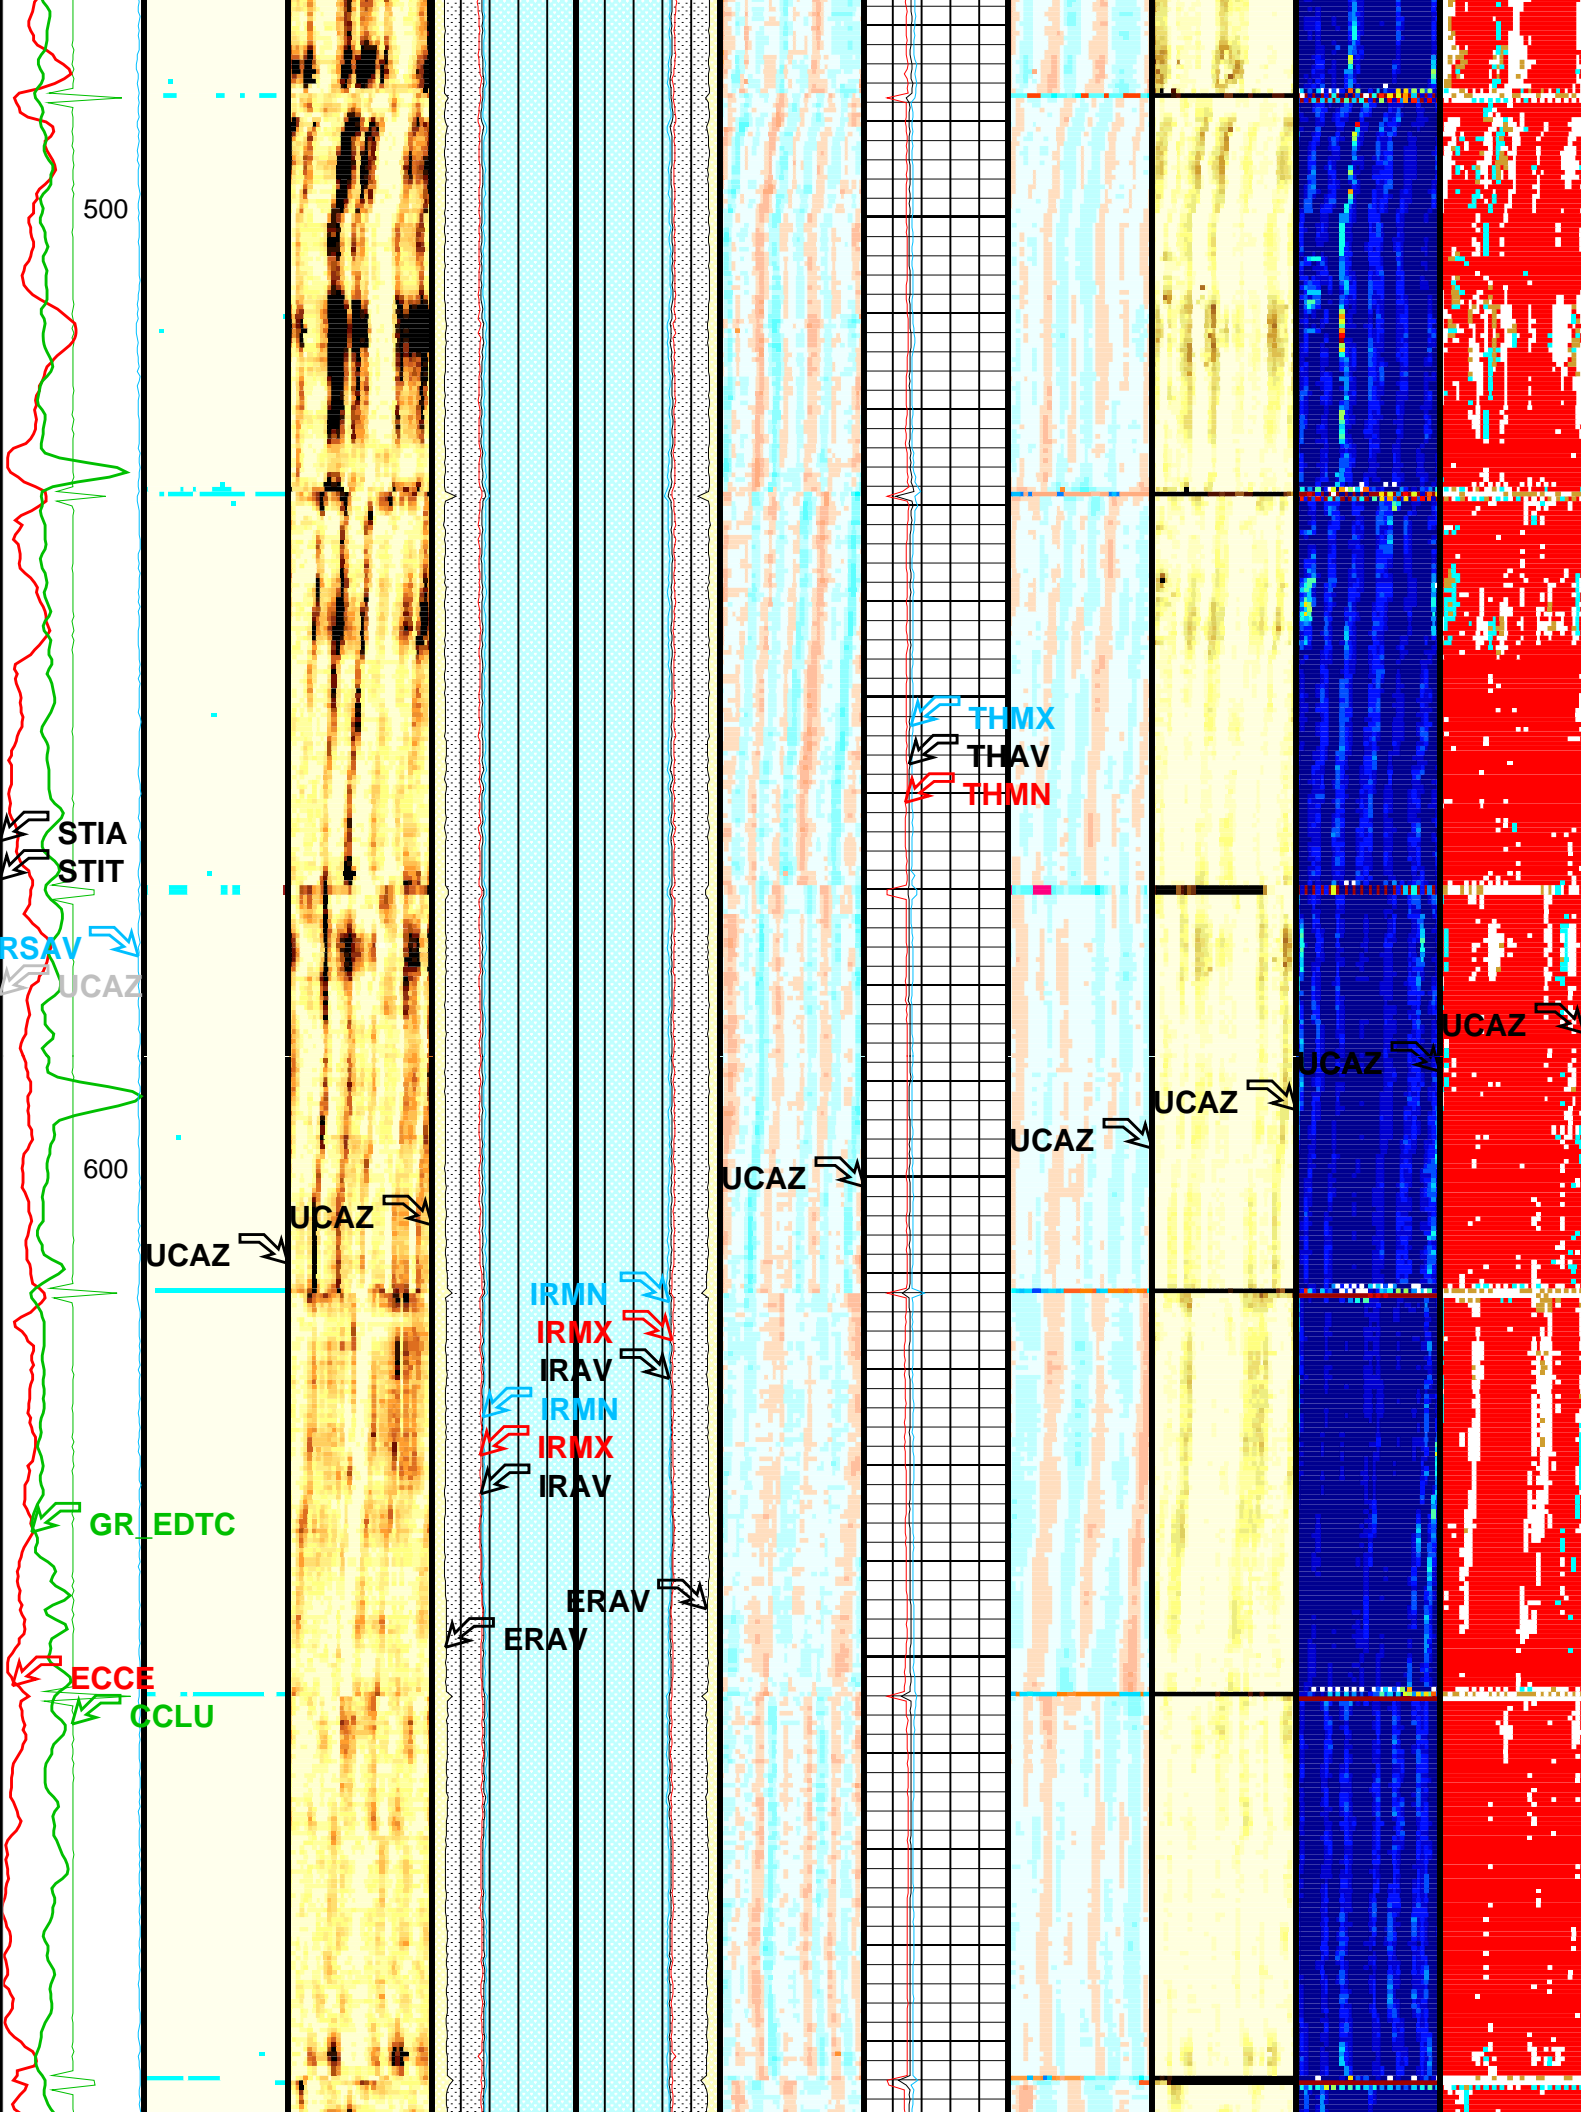 500
THMX
THAV
THMN
STIA
STIT
RSAV
UCAZ
UCAZ
UCAZ
UCAZ
UCAZ
600
UCAZ
UCAZ
UCAZ
IRMN
IRMX
IRAV
IRMN
IRMX
IRAV
GR_EDTC
ERAV
ERAV
ECCE
CCLU